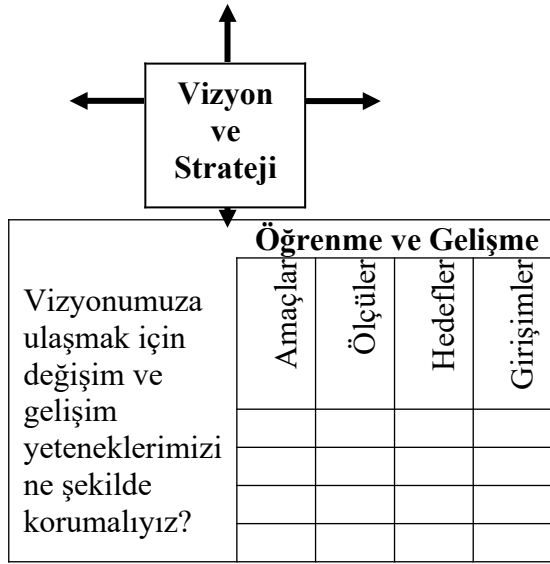 Vizyon
ve
Strateji
Öğrenme ve Gelişme
Vizyonumuza
ulaşmak için
değişim ve
gelişim
yeteneklerimizi
ne şekilde
korumalıyız?
Amaçlar
Ölçüler
Hedefler
Girişimler